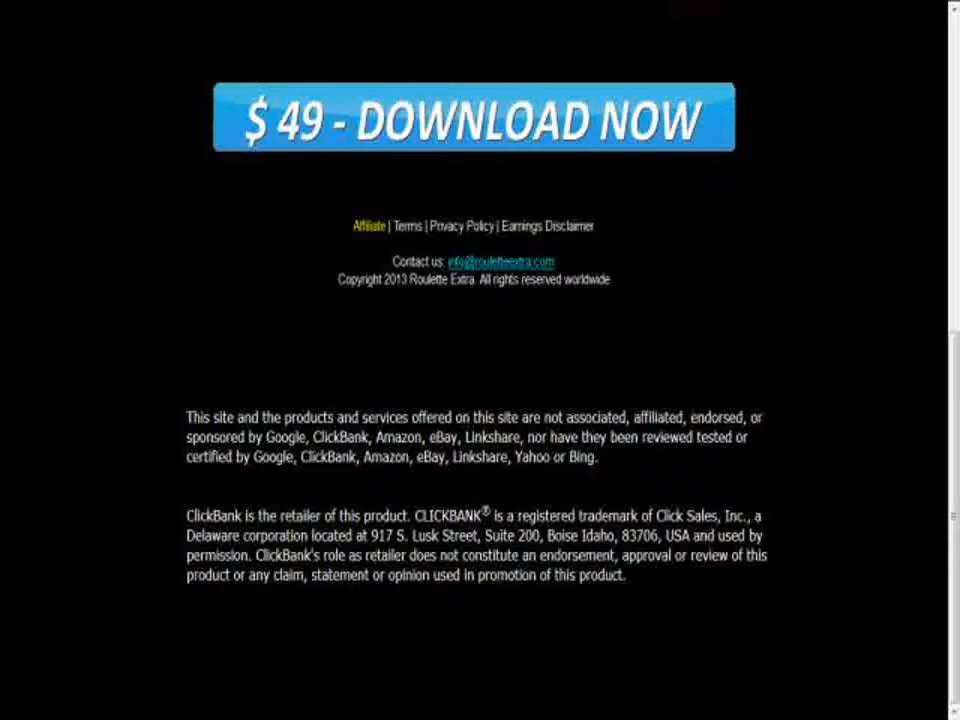 $ 49 - DOWNLOAD NOW
Affiliate | Terms | Privacy Policy | Earnings Disclaimer
Contact us: info@rouletteextra.com
Copyright 2013 Roulette Extra. All rights reserved worldwide
This site and the products and services offered on this site are not associated, affiliated, endorsed, or
sponsored by Google, ClickBank, Amazon, eBay, Linkshare, nor have they been reviewed tested or
certified by Google, ClickBank, Amazon, eBay, Linkshare, Yahoo or Bing.
ClickBank is the retailer of this product. CLICKBANK® is a registered trademark of Click Sales, Inc., a
Delaware corporation located at 917 S. Lusk Street, Suite 200, Boise Idaho, 83706, USA and used by
permission. ClickBank's role as retailer does not constitute an endorsement, approval or review of this
product or any claim, statement or opinion used in promotion of this product.